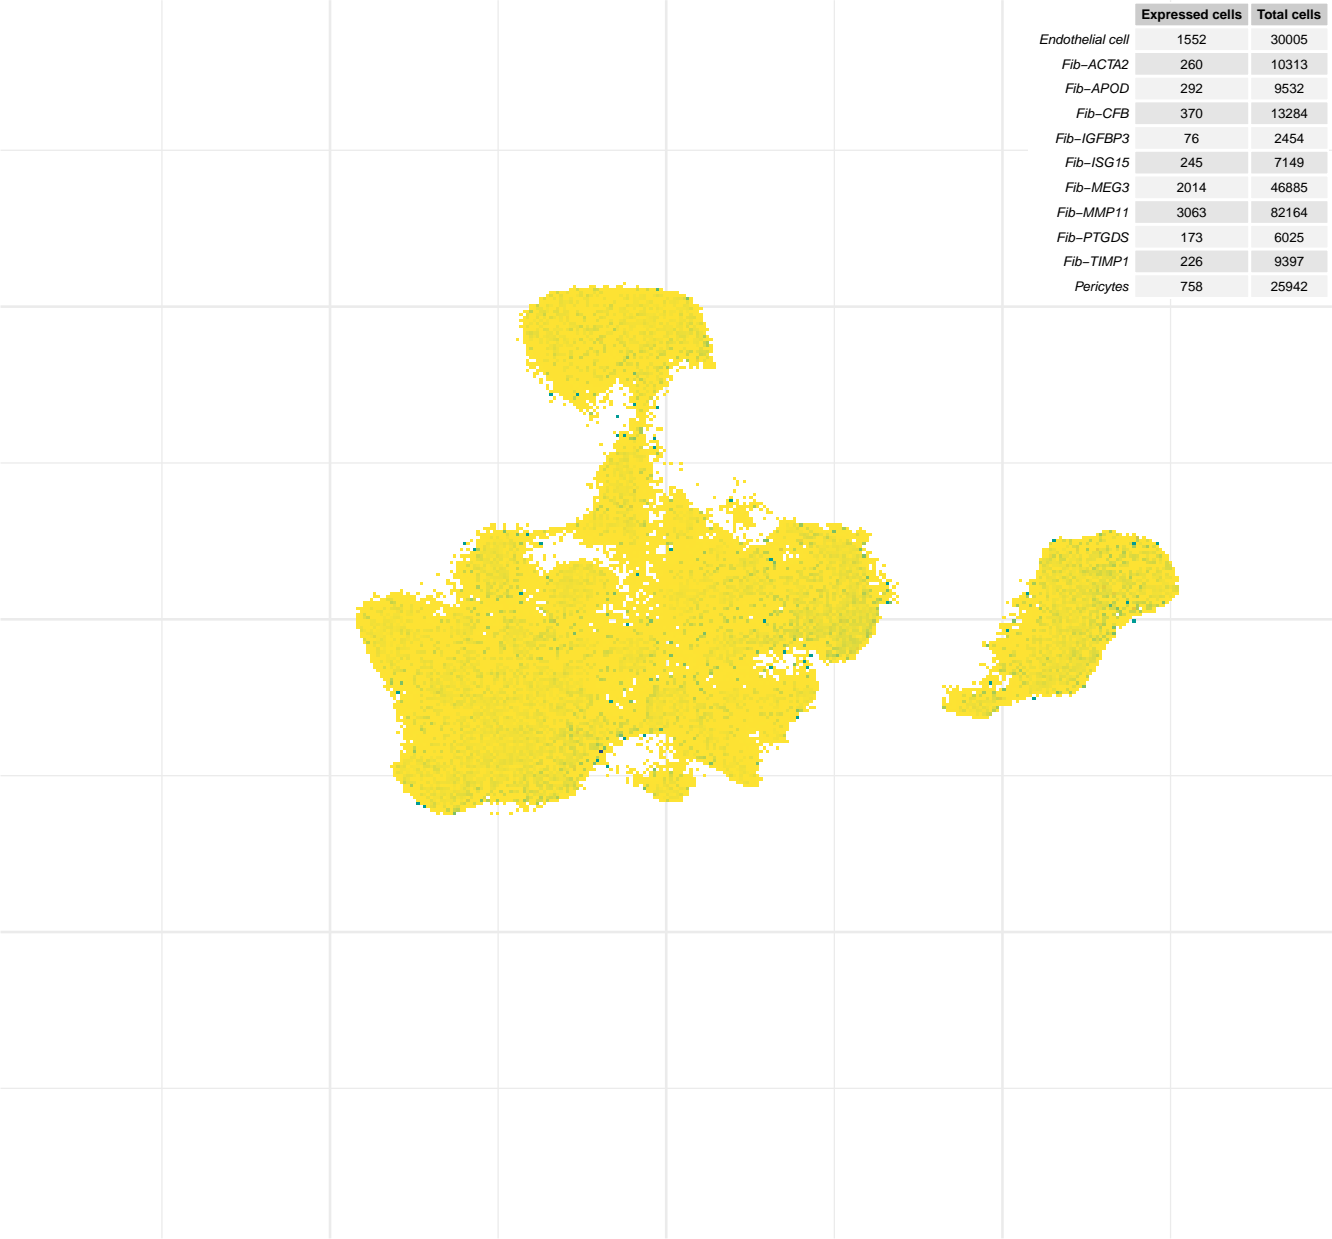 Expressed cells Total cells
Endothelial cell 1552 30005
Fib−ACTA2 260 10313
Fib−APOD 292 9532
Fib−CFB 370 13284
Fib−IGFBP3 76 2454
Fib−ISG15 245 7149
Fib−MEG3 2014 46885
Fib−MMP11 3063 82164
Fib−PTGDS 173 6025
Fib−TIMP1 226 9397
Pericytes 758 25942